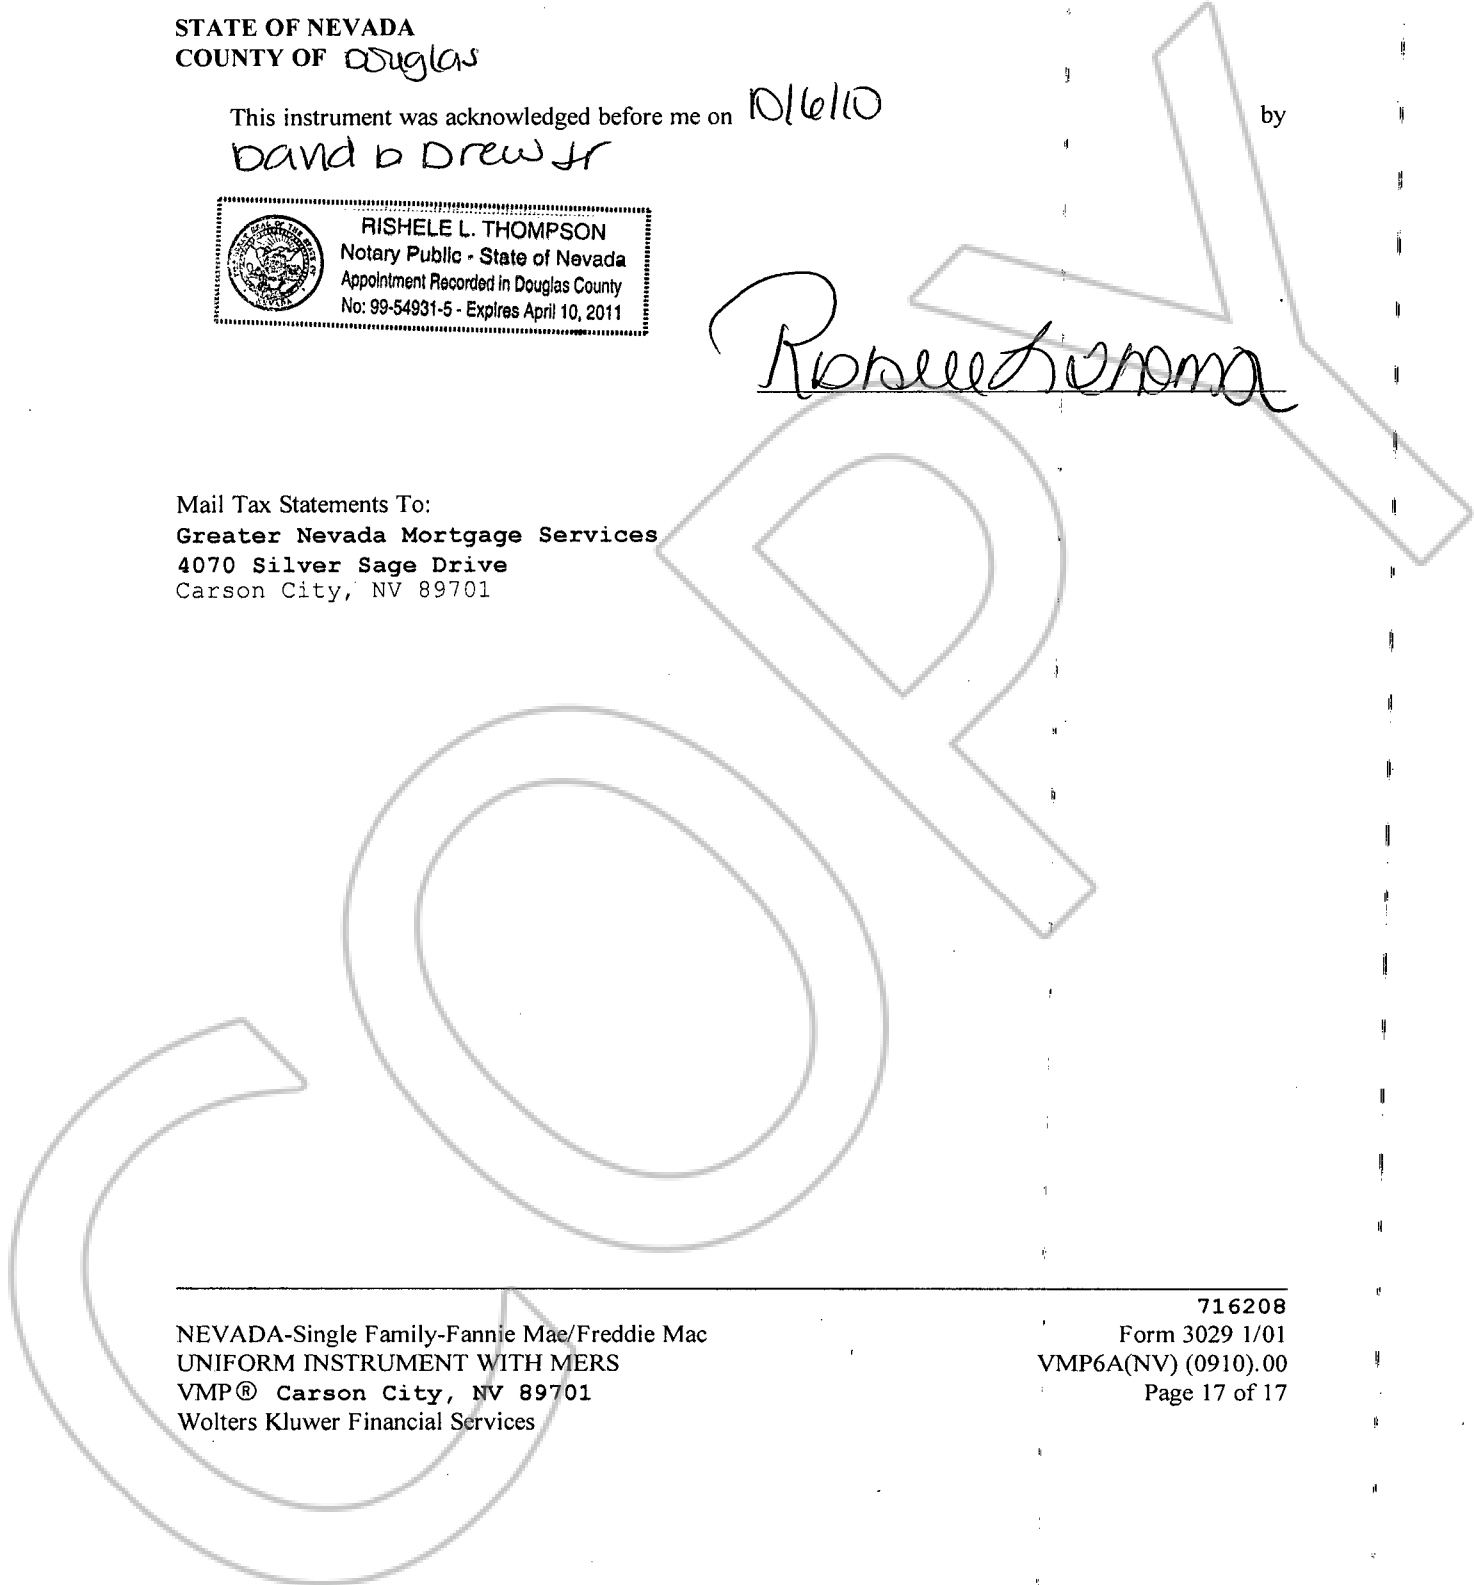 STATE OF NEVADA
COUNTY OF Douglas
This instrument was acknowledged before me on 10/6/10 by
David D Drew Jr
RISHELE L. THOMPSON
Notary Public - State of Nevada
Appointment Recorded in Douglas County
No: 99-54931-5 - Expires April 10, 2011
Mail Tax Statements To:
Greater Nevada Mortgage Services
4070 Silver Sage Drive
Carson City, NV 89701
COPY
716208
NEVADA-Single Family-Fannie Mae/Freddie Mac Form 3029 1/01
UNIFORM INSTRUMENT WITH MERS VMP6A(NV) (0910).00
VMP® Carson City, NV 89701 Page 17 of 17
Wolters Kluwer Financial Services